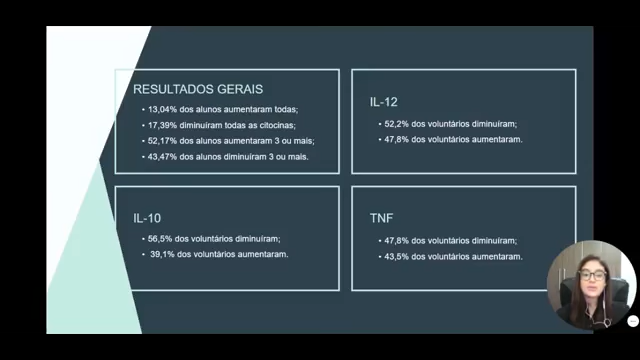 RESULTADOS GERAIS
• 13,04% dos alunos aumentaram todas;
• 17,39% diminuíram todas as citocinas;
• 52,17% dos alunos aumentaram 3 ou mais;
• 43,47% dos alunos diminuíram 3 ou mais.
IL-12
• 52,2% dos voluntários diminuíram;
• 47,8% dos voluntários aumentaram.
IL-10
• 56,5% dos voluntários diminuíram;
• 39,1% dos voluntários aumentaram.
TNF
• 47,8% dos voluntários diminuíram;
• 43,5% dos voluntários aumentaram.